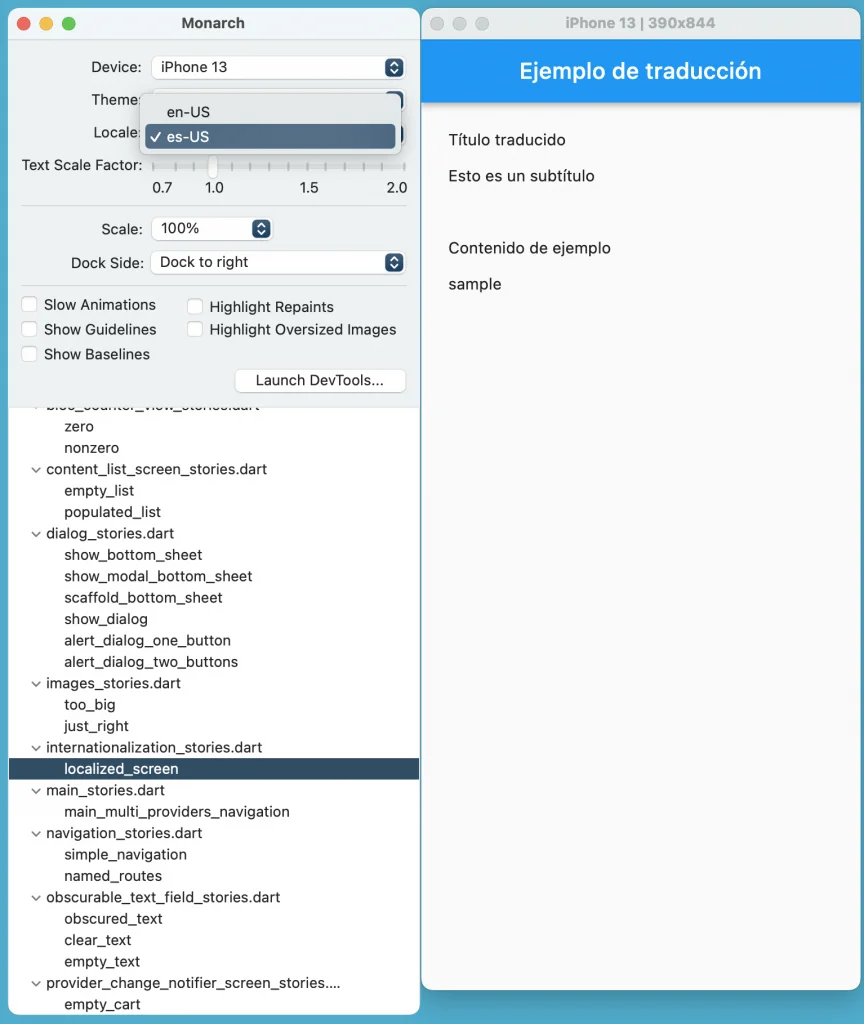 Monarch
Device: iPhone 13
Theme:
en-US
Locale: es-US
Text Scale Factor:
0.7 1.0 1.5 2.0
Scale: 100%
Dock Side: Dock to right
Slow Animations Highlight Repaints
Show Guidelines Highlight Oversized Images
Show Baselines
Launch DevTools...
bloc_counter_view_stories.dart
zero
nonzero
content_list_screen_stories.dart
empty_list
populated_list
dialog_stories.dart
show_bottom_sheet
show_modal_bottom_sheet
scaffold_bottom_sheet
show_dialog
alert_dialog_one_button
alert_dialog_two_buttons
images_stories.dart
too_big
just_right
internationalization_stories.dart
localized_screen
main_stories.dart
main_multi_providers_navigation
navigation_stories.dart
simple_navigation
named_routes
obscurable_text_field_stories.dart
obscured_text
clear_text
empty_text
provider_change_notifier_screen_stories....
empty_cart
iPhone 13 | 390x844
Ejemplo de traducción
Título traducido
Esto es un subtítulo
Contenido de ejemplo
sample